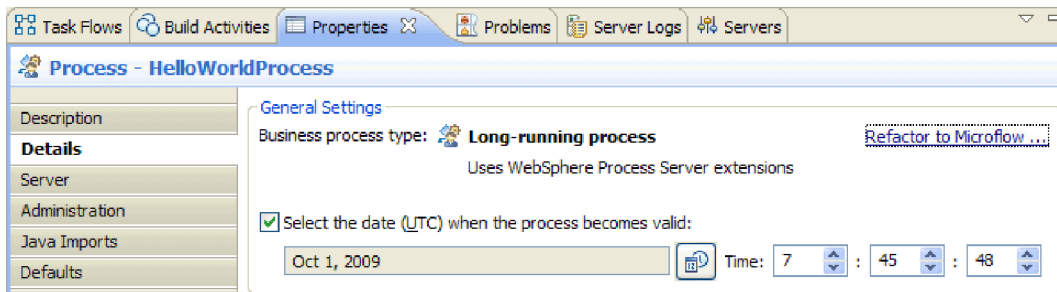 Task Flows Build Activities Properties Problems Server Logs Servers
Process - HelloWorldProcess
Description
Details
Server
Administration
Java Imports
Defaults
General Settings
Business process type: Long-running process Refactor to Microflow ...
Uses WebSphere Process Server extensions
Select the date (UTC) when the process becomes valid:
Oct 1, 2009 Time: 7 : 45 : 48